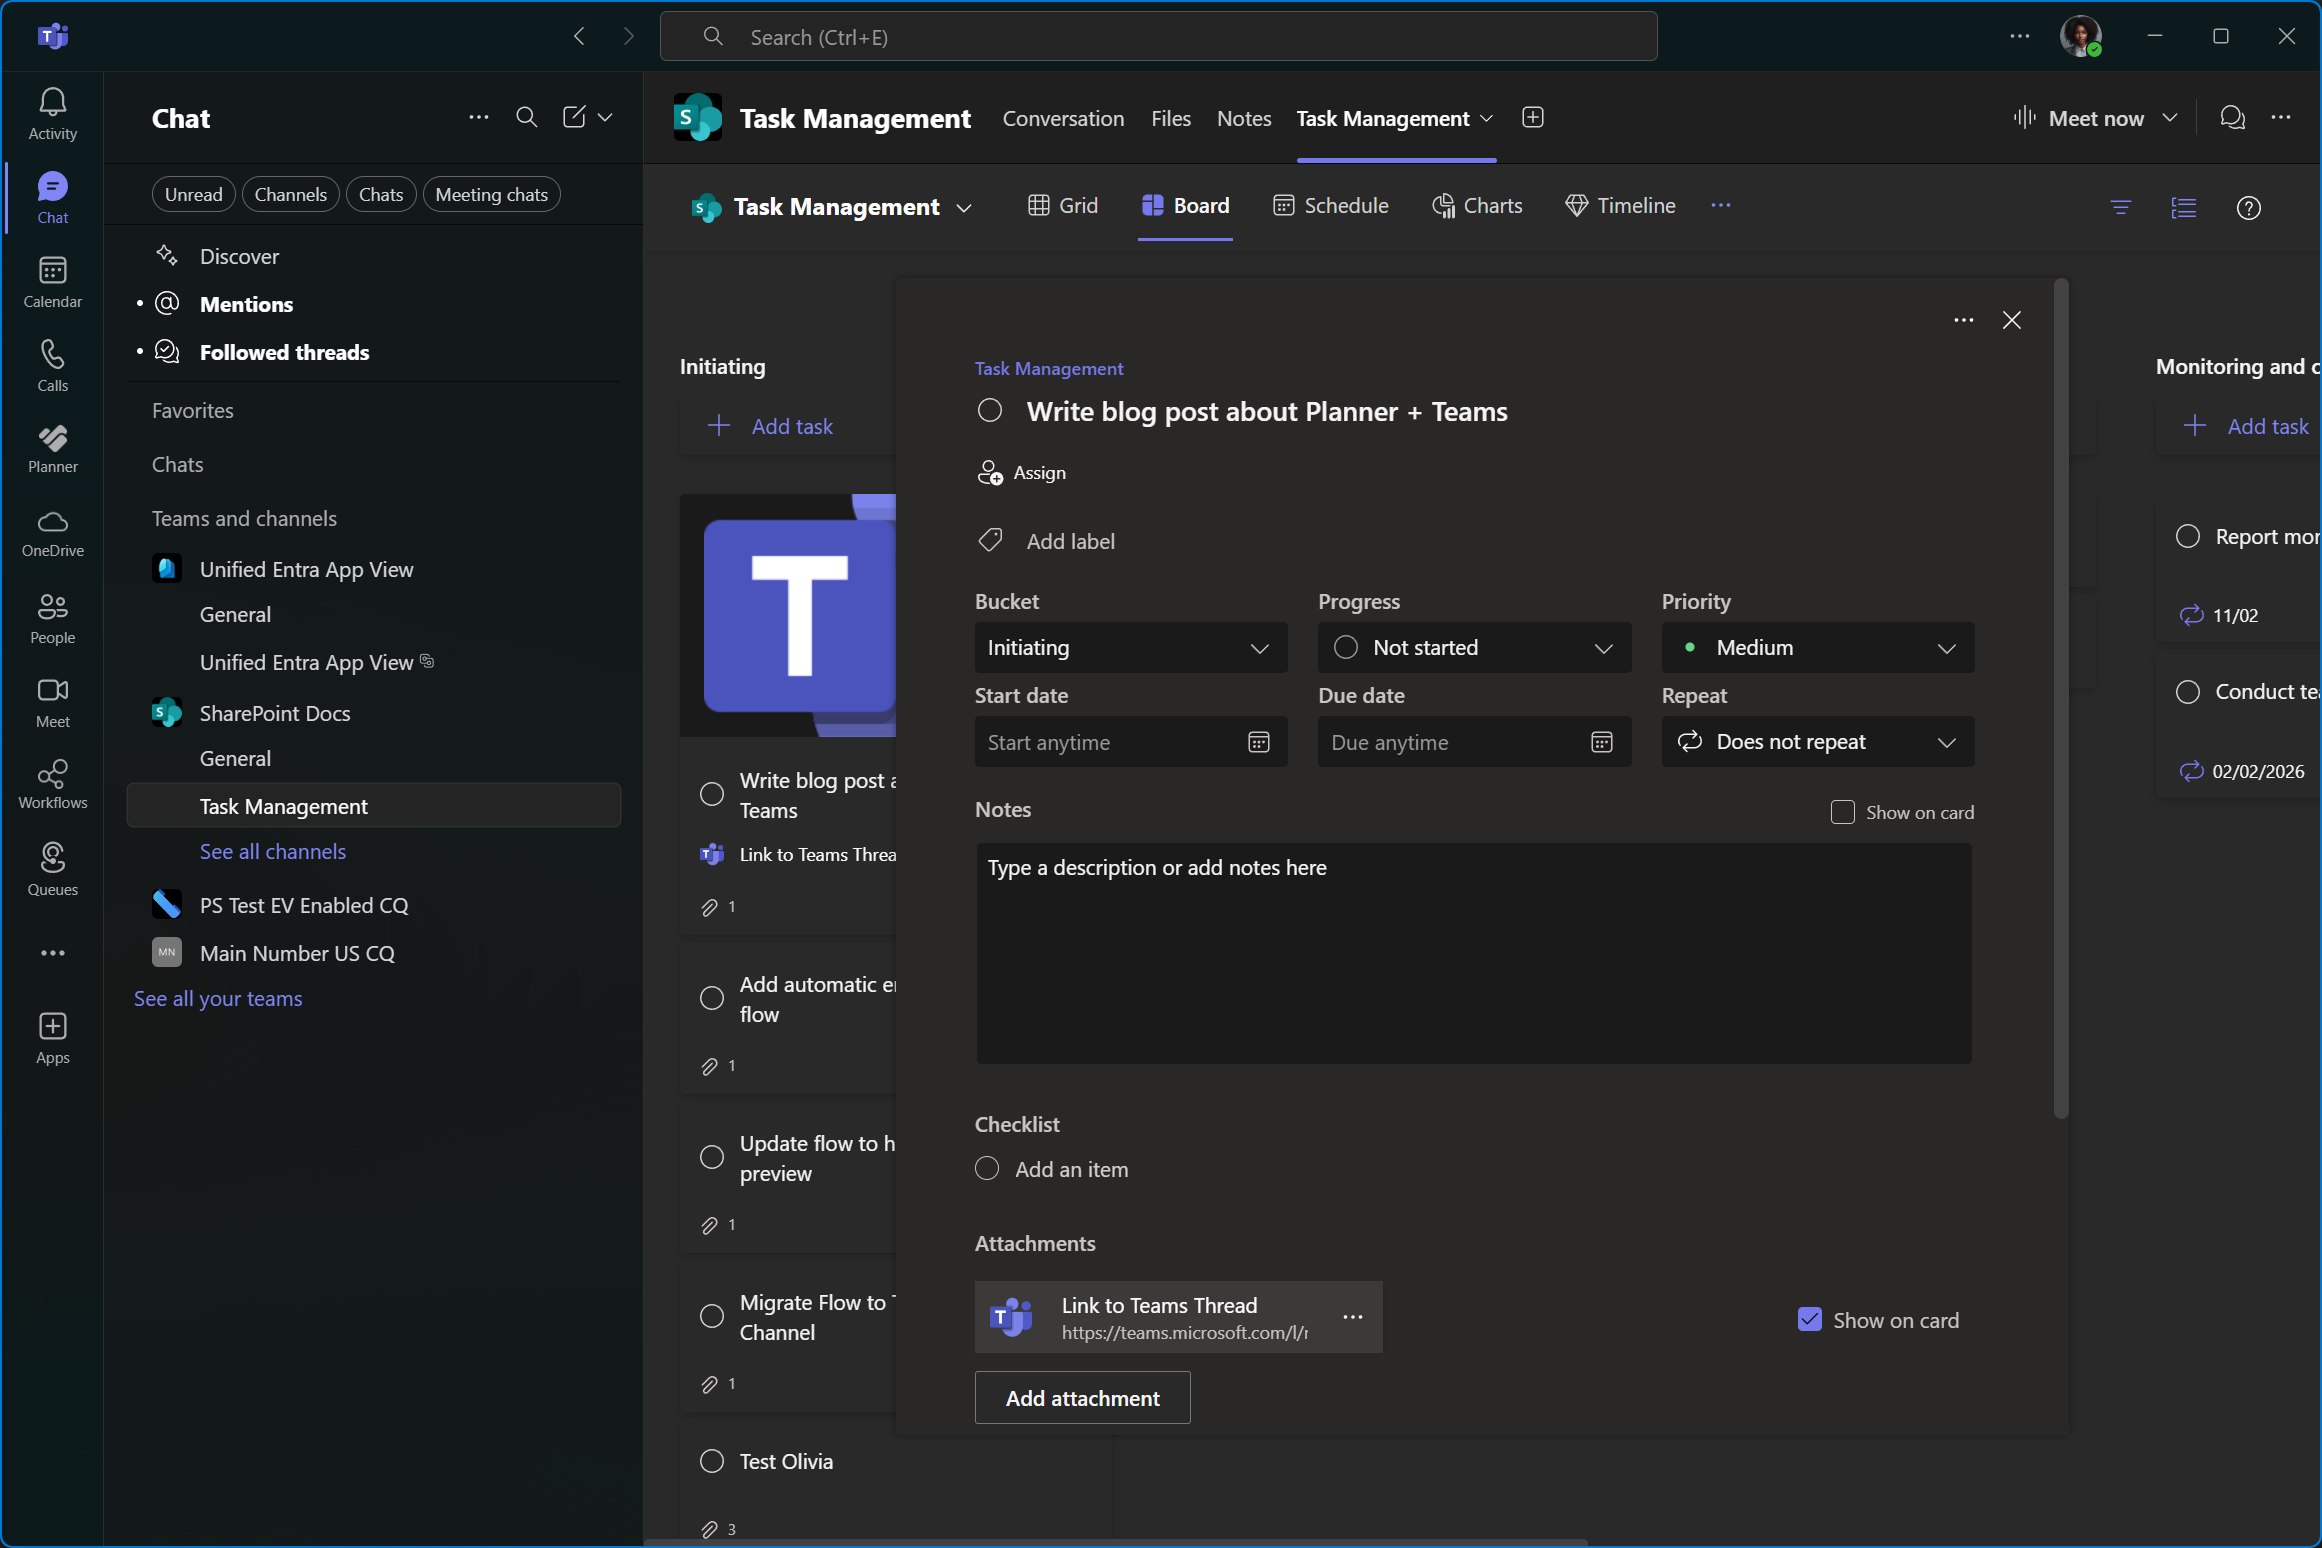 Search (Ctrl+E)
Activity
Chat
Calendar
Calls
Planner
OneDrive
People
Meet
Workflows
Queues
Apps
Chat
Unread
Channels
Chats
Meeting chats
Discover
Mentions
Followed threads
Favorites
Chats
Teams and channels
Unified Entra App View
General
Unified Entra App View
SharePoint Docs
General
Task Management
See all channels
PS Test EV Enabled CQ
MN
Main Number US CQ
See all your teams
Task Management
Conversation
Files
Notes
Task Management
Meet now
Task Management
Grid
Board
Schedule
Charts
Timeline
Initiating
Add task
T
Write blog post a
Teams
Link to Teams Threa
1
Add automatic e
flow
1
Update flow to h
preview
1
Migrate Flow to
Channel
1
Test Olivia
3
Task Management
Write blog post about Planner + Teams
Assign
Add label
Bucket
Progress
Priority
Initiating
Not started
Medium
Start date
Due date
Repeat
Start anytime
Due anytime
Does not repeat
Notes
Show on card
Type a description or add notes here
Checklist
Add an item
Attachments
Link to Teams Thread
https://teams.microsoft.com/l/
Show on card
Add attachment
Monitoring and c
Add task
Report mor
11/02
Conduct te
02/02/2026